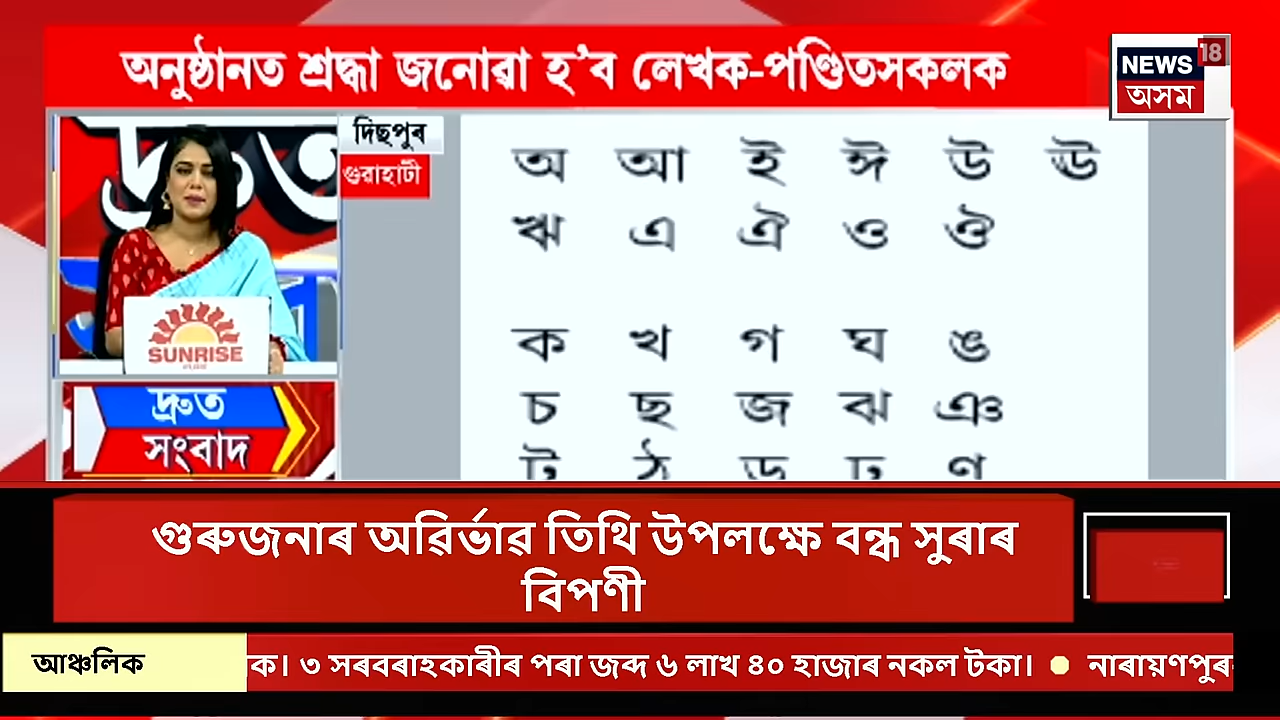 অনুষ্ঠানত শ্ৰদ্ধা জনোৱা হ'ব লেখক-পণ্ডিতসকলক
NEWS 18
অসম
দ্ৰুত
দিছপুৰ
গুৱাহাটী
অ আ ই ঈ উ ঊ
ঋ এ ঐ ও ঔ
ক খ গ ঘ ঙ
চ ছ জ ঝ ঞ
ট ঠ ড ঢ ণ
SUNRISE
PURE
দ্ৰুত
সংবাদ
গুৰুজনাৰ অৱিৰ্ভাৱ তিথি উপলক্ষে বন্ধ সুৰাৰ
বিপণী
আঞ্চলিক
ক। ৩ সৰবৰাহকাৰীৰ পৰা জব্দ ৬ লাখ ৪০ হাজাৰ নকল টকা। ● নাৰায়ণপুৰ